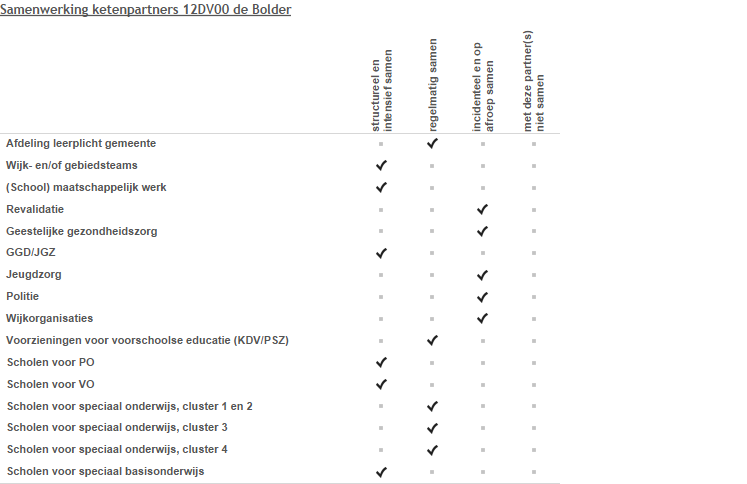 Samenwerking ketenpartners 12DV00 de Bolder
structureel en
intensief samen
regelmatig samen
incidenteel en op
afroep samen
met deze partner(s)
niet samen
Afdeling leerplicht gemeente
Wijk- en/of gebiedsteams
(School) maatschappelijk werk
Revalidatie
Geestelijke gezondheidszorg
GGD/JGZ
Jeugdzorg
Politie
Wijkorganisaties
Voorzieningen voor voorschoolse educatie (KDV/PSZ)
Scholen voor PO
Scholen voor VO
Scholen voor speciaal onderwijs, cluster 1 en 2
Scholen voor speciaal onderwijs, cluster 3
Scholen voor speciaal onderwijs, cluster 4
Scholen voor speciaal basisonderwijs